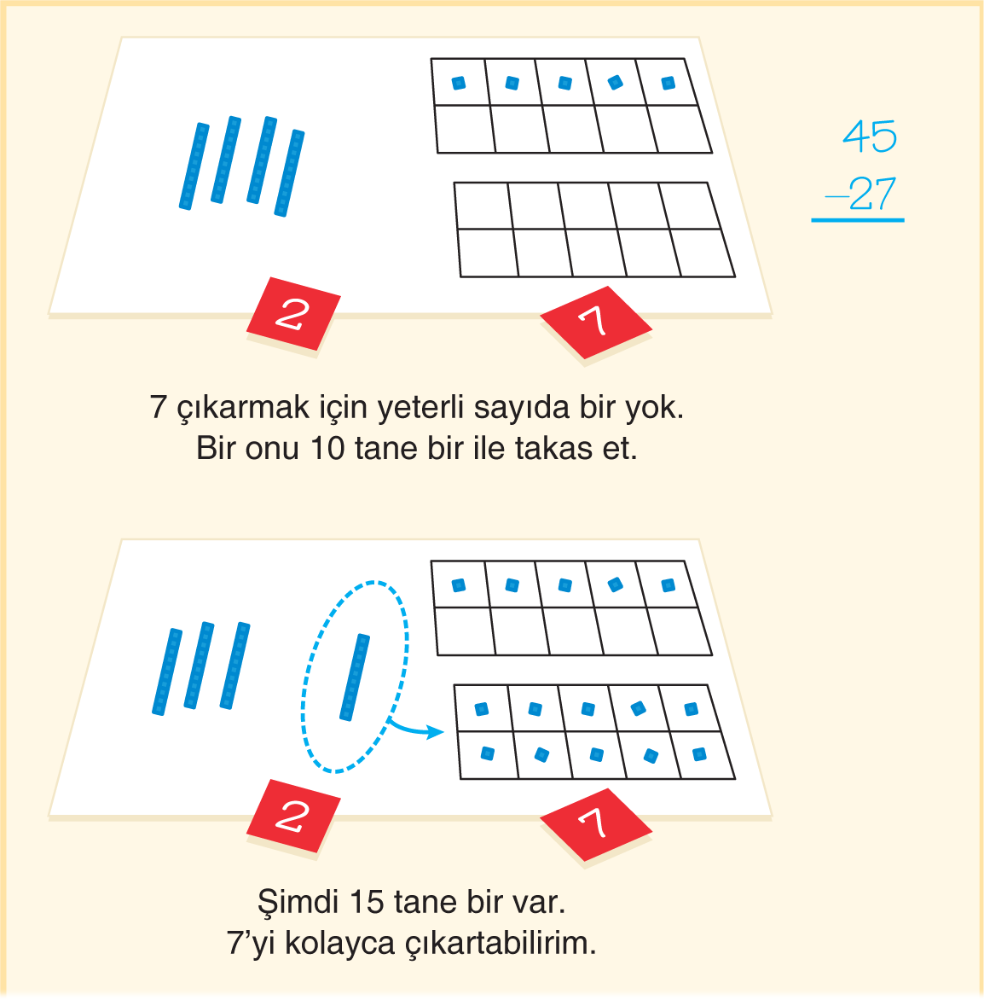 45
–27
2
7
7 çıkarmak için yeterli sayıda bir yok.
Bir onu 10 tane bir ile takas et.
2
7
Şimdi 15 tane bir var.
7’yi kolayca çıkartabilirim.